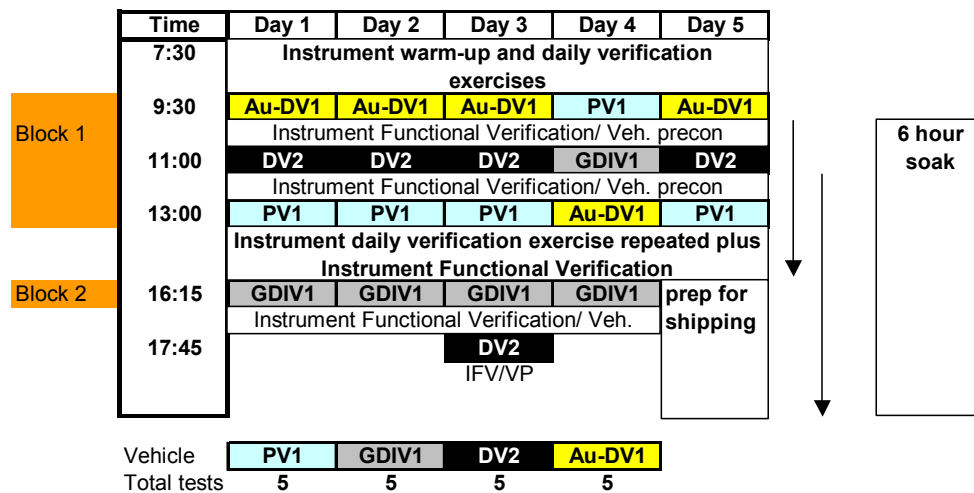 Time Day 1 Day 2 Day 3 Day 4 Day 5
7:30 Instrument warm-up and daily verification
exercises
9:30 Au-DV1 Au-DV1 Au-DV1 PV1 Au-DV1
Block 1 Instrument Functional Verification/ Veh. precon 6 hour
11:00 DV2 DV2 DV2 GDIV1 DV2 soak
Instrument Functional Verification/ Veh. precon
13:00 PV1 PV1 PV1 Au-DV1 PV1
Instrument daily verification exercise repeated plus
Instrument Functional Verification
Block 2 16:15 GDIV1 GDIV1 GDIV1 GDIV1 prep for
Instrument Functional Verification/ Veh. shipping
17:45 DV2
IFV/VP
Vehicle PV1 GDIV1 DV2 Au-DV1
Total tests 5 5 5 5